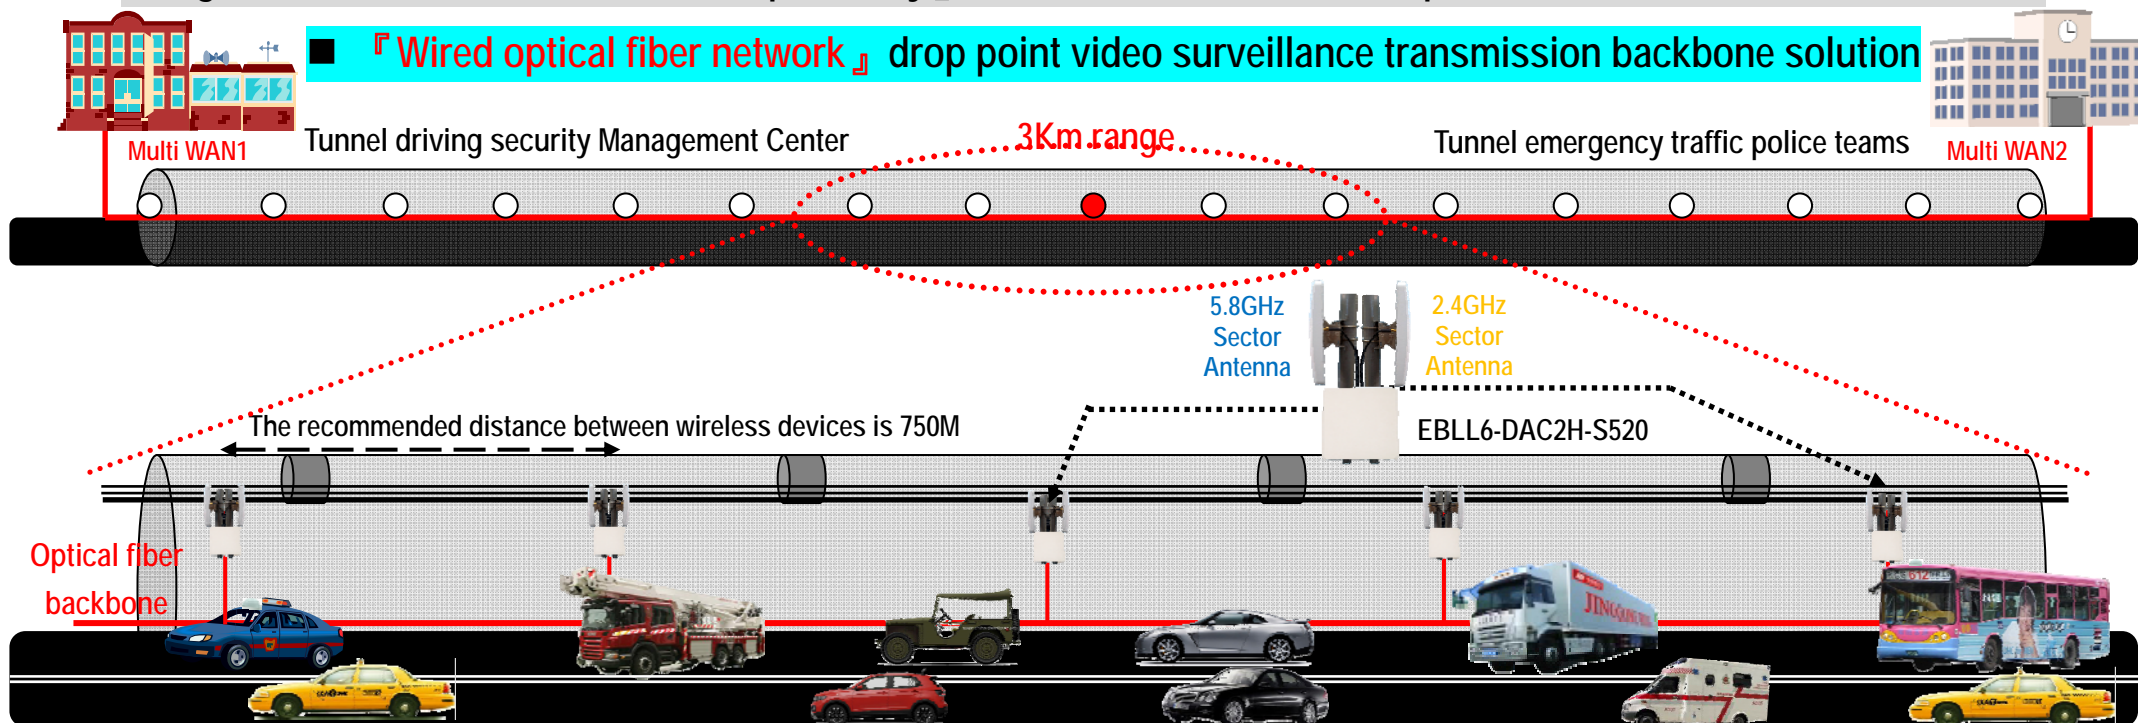 ■ 『Wired optical fiber network』 drop point video surveillance transmission backbone solution
Tunnel driving security Management Center
3Km range
Tunnel emergency traffic police teams
Multi WAN1
Multi WAN2
5.8GHz
Sector
Antenna
2.4GHz
Sector
Antenna
The recommended distance between wireless devices is 750M
EBLL6-DAC2H-S520
Optical fiber
backbone
612